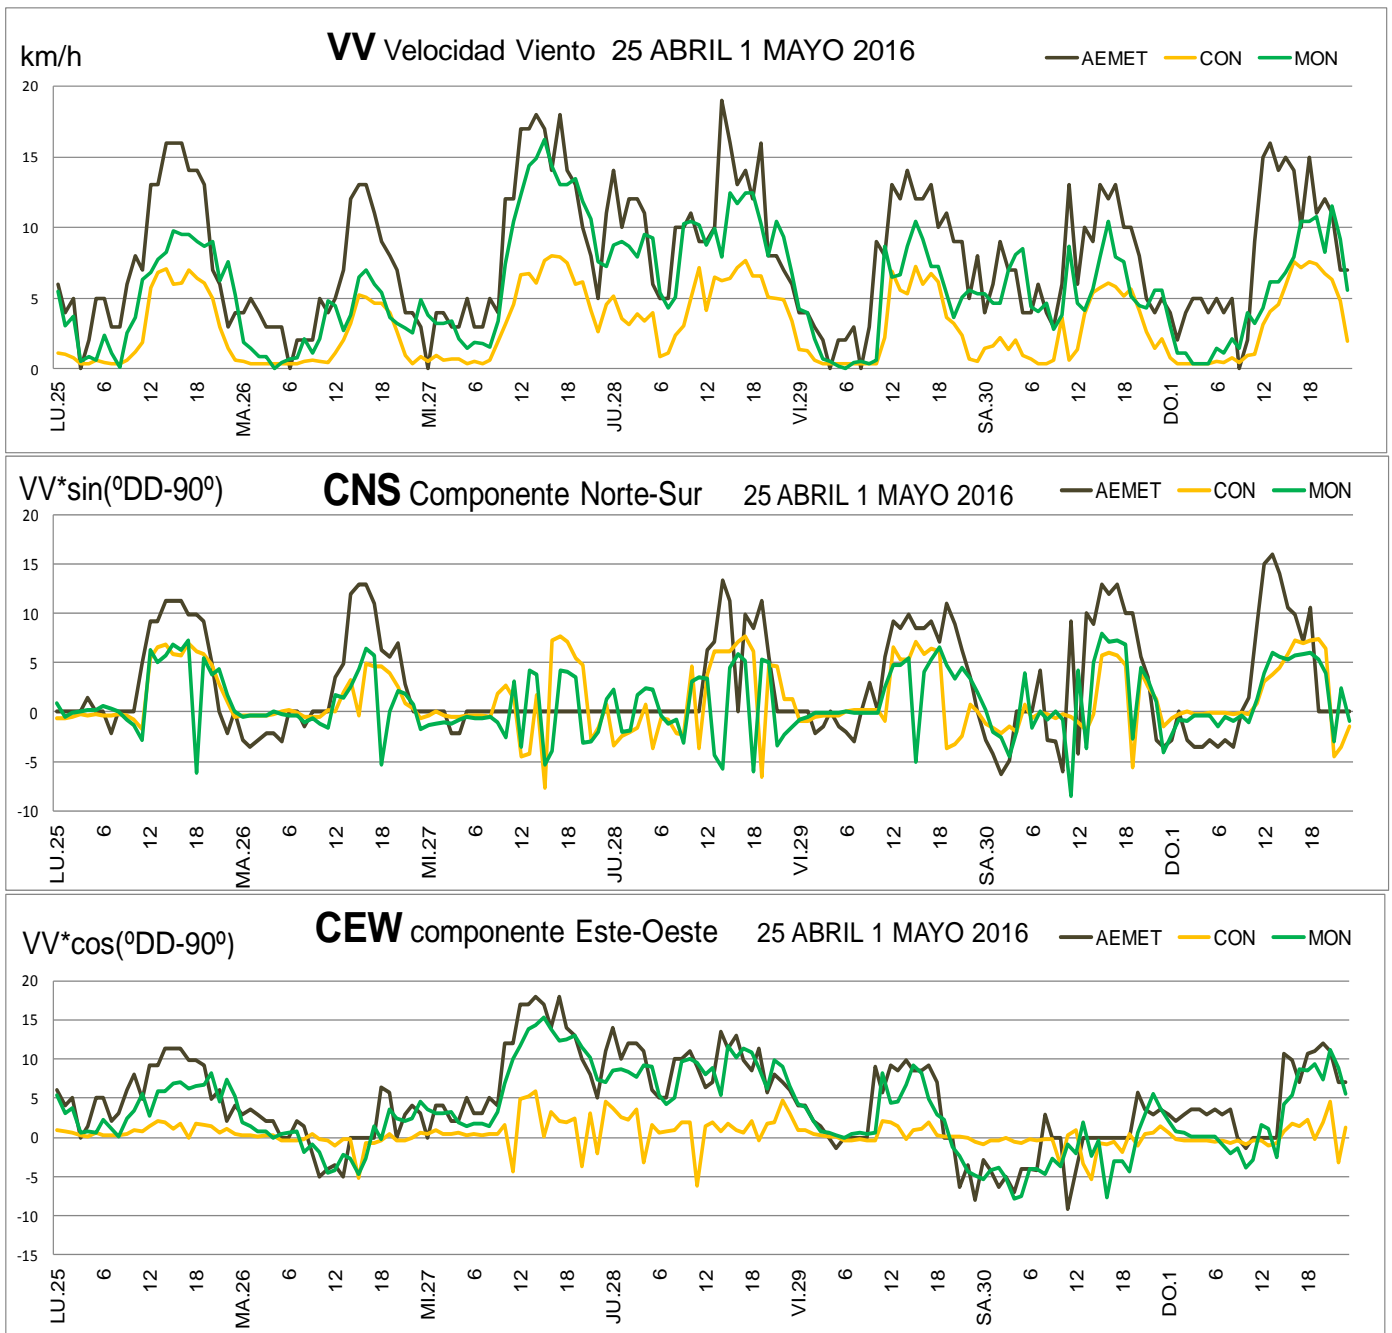 VV Velocidad Viento 25 ABRIL 1 MAYO 2016
km/h
AEMET CON MON
20
15
10
5
0
LU.25 6 12 18 MA.26 6 12 18 MI.27 6 12 18 JU.28 6 12 18 VI.29 6 12 18 SA.30 6 12 18 DO.1 6 12 18
VV*sin(ºDD-90º)
CNS Componente Norte-Sur 25 ABRIL 1 MAYO 2016
AEMET CON MON
20
15
10
5
0
-5
-10
LU.25 6 12 18 MA.26 6 12 18 MI.27 6 12 18 JU.28 6 12 18 VI.29 6 12 18 SA.30 6 12 18 DO.1 6 12 18
VV*cos(ºDD-90º)
CEW componente Este-Oeste 25 ABRIL 1 MAYO 2016
AEMET CON MON
20
15
10
5
0
-5
-10
-15
LU.25 6 12 18 MA.26 6 12 18 MI.27 6 12 18 JU.28 6 12 18 VI.29 6 12 18 SA.30 6 12 18 DO.1 6 12 18